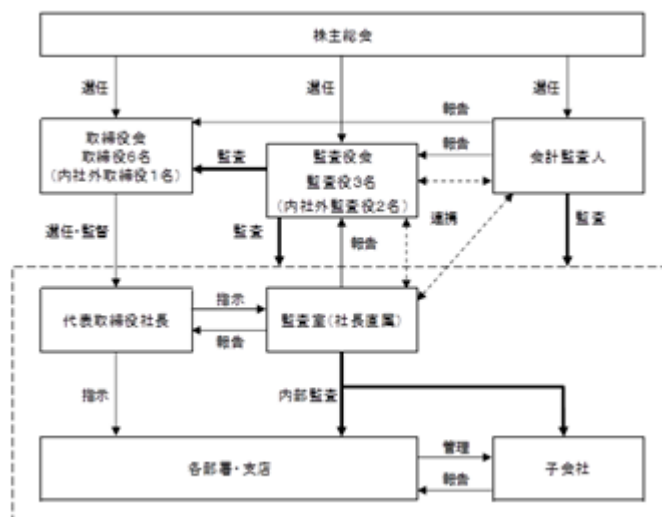 株主総会
選任
選任
選任
報告
取締役会
取締役6名
(内社外取締役1名)
監査
監査役会
監査役3名
(内社外監査役2名)
報告
会計監査人
選任・監督
監査
報告
連携
監査
代表取締役社長
指示
報告
監査室(社長直属)
指示
内部監査
各部署・支店
管理
報告
子会社